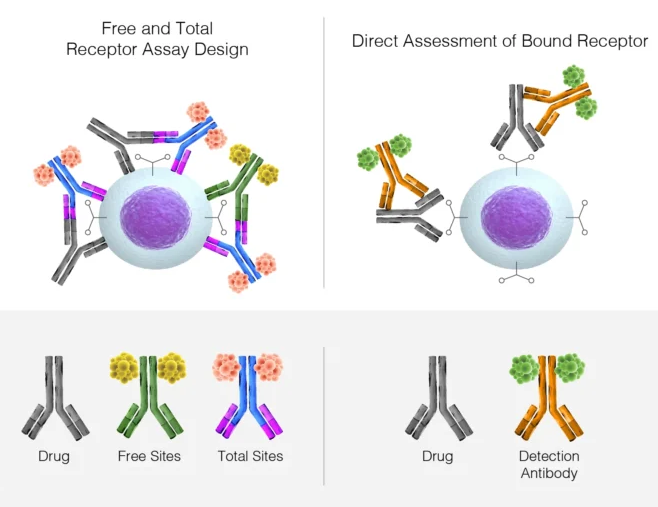 Free and Total
Receptor Assay Design
Direct Assessment of Bound Receptor
Drug
Free Sites
Total Sites
Drug
Detection
Antibody